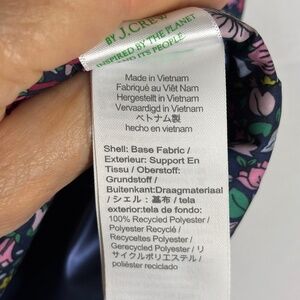 BY J.CREW
INSPIRED BY THE PLANET
AND ITS PEOPLE
Made in Vietnam
Fabriqué au Viêt Nam
Hergestellt in Vietnam
Vervaardigd in Vietnam
ベトナム製
hecho en vietnam
Shell: Base Fabric /
Exterieur: Support En
Tissu / Oberstoff:
Grundstoff /
Buitenkant:Draagmateriaal
/ シェル : 基布 / tela
exterior:tela de fondo:
100% Recycled Polyester /
Polyester Recyclé /
Recyceltes Polyester /
Gerecycled Polyester / リ
サイクルポリエステル /
poliéster reciclado